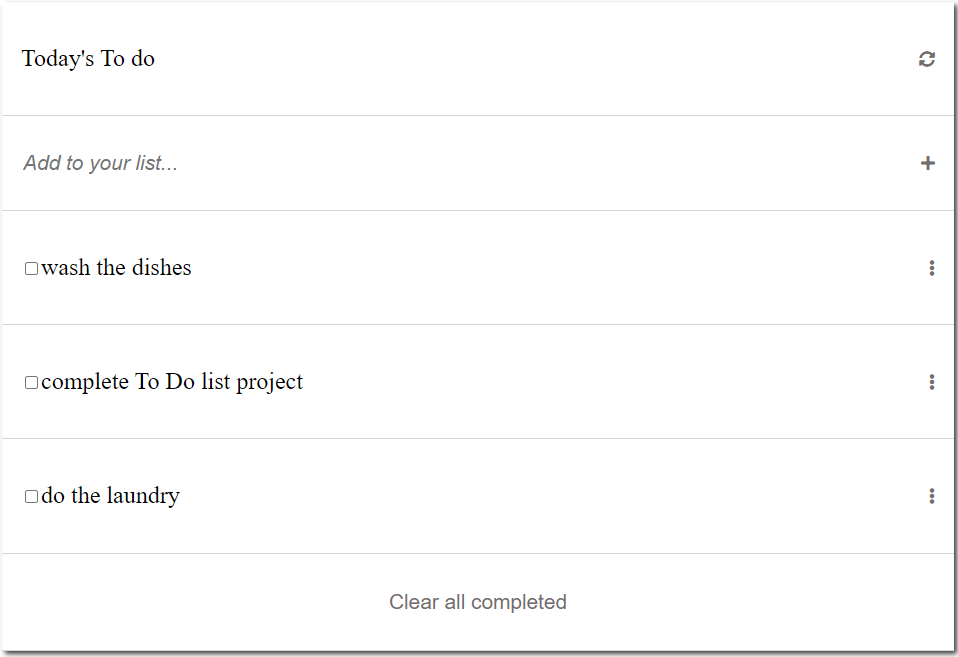 Today's To do
Add to your list...
wash the dishes
complete To Do list project
do the laundry
Clear all completed